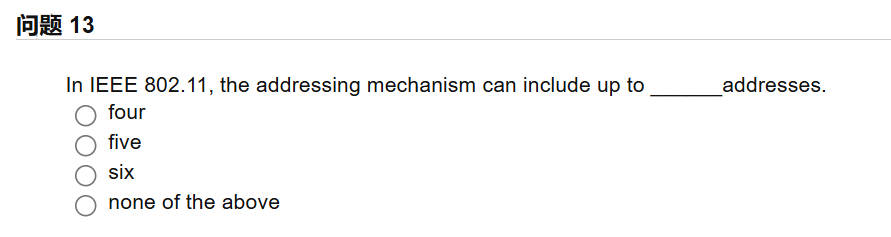 问题 13
In IEEE 802.11, the addressing mechanism can include up to ______addresses.
four
five
six
none of the above